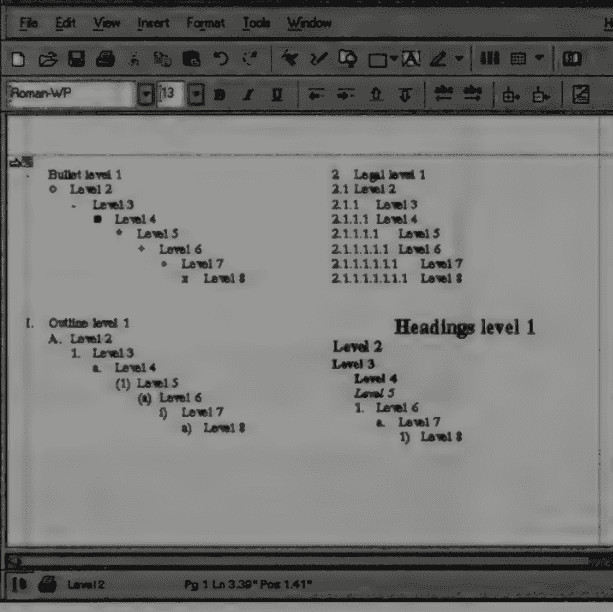 File Edit View Insert Format Tools Window
Roman-WP 13 B I U abc abc
Bullet level 1
Level 2
- Level 3
Level 4
Level 5
Level 6
Level 7
x Level 8
2 Legal level 1
2.1 Level 2
2.1.1 Level 3
2.1.1.1 Level 4
2.1.1.1.1 Level 5
2.1.1.1.1.1 Level 6
2.1.1.1.1.1.1 Level 7
2.1.1.1.1.1.1.1 Level 8
I. Outline level 1
A. Level 2
1. Level 3
a. Level 4
(1) Level 5
(a) Level 6
i) Level 7
a) Level 8
Headings level 1
Level 2
Level 3
Level 4
Level 5
1. Level 6
a. Level 7
1) Level 8
Level 2 Pg 1 Ln 3.39" Pos 1.41"